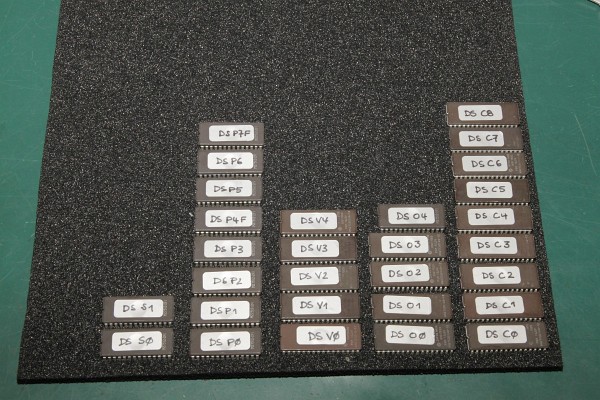 DS S1
DS SØ
DS P7F
DS P6
DS P5
DS P4F
DS P3
DS P2
DS P1
DS PØ
DS V4
DS V3
DS V2
DS V1
DS VØ
DS O4
DS O3
DS O2
DS O1
DS OØ
DS C8
DS C7
DS C6
DS C5
DS C4
DS C3
DS C2
DS C1
DS CØ